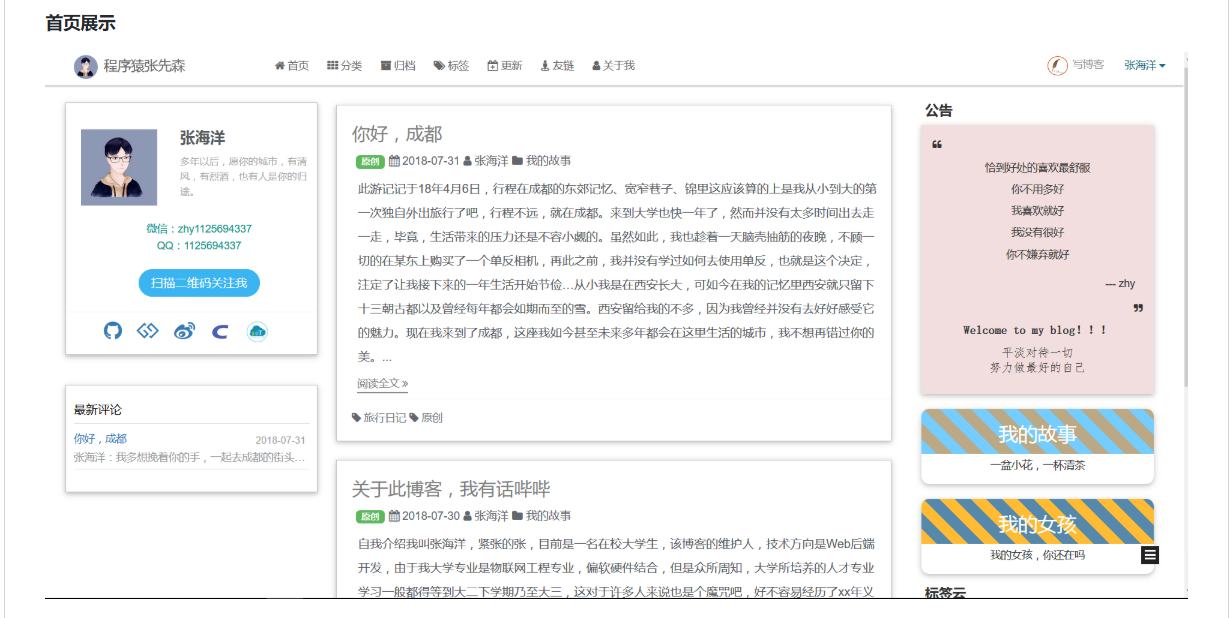 首页展示
程序猿张先森 首页 分类 归档 标签 更新 友链 关于我 写博客 张海洋
张海洋
多年以后，愿你的城市，有清
风，有烈酒，也有人是你的归
途。
微信：zhy1125694337
QQ：1125694337
扫描二维码关注我
最新评论
你好，成都 2018-07-31
张海洋：我多想挽着你的手，一起去成都的街头...
你好，成都
原创 2018-07-31 张海洋 我的故事
此游记记于18年4月6日，行程在成都的东郊记忆、宽窄巷子、锦里这应该算的上是我从小到大的第
一次独自外出旅行了吧，行程不远，就在成都。来到大学也快一年了，然而并没有太多时间出去走
一走，毕竟，生活带来的压力还是不容小觑的。虽然如此，我也趁着一天脑壳抽筋的夜晚，不顾一
切的在某东上购买了一个单反相机，再此之前，我并没有学过如何去使用单反，也就是这个决定，
注定了让我接下来的一年生活开始节俭...从小我是在西安长大，可如今在我的记忆里西安就只留下
十三朝古都以及曾经每年都会如期而至的雪。西安留给我的不多，因为我曾经并没有去好好感受它
的魅力。现在我来到了成都，这座我如今甚至未来多年都会在这里生活的城市，我不想再错过你的
美。...
阅读全文
旅行日记 原创
关于此博客，我有话哔哔
原创 2018-07-30 张海洋 我的故事
自我介绍我叫张海洋，紧张的张，目前是一名在校大学生，该博客的维护人，技术方向是Web后端
开发，由于我大学专业是物联网工程专业，偏软硬件结合，但是众所周知，大学所培养的人才专业
学习一般都得等到大二下学期乃至大三，这对于许多人来说也是个魔咒吧，好不容易经历了xx年义
公告
“
恰到好处的喜欢最舒服
你不用多好
我喜欢就好
我没有很好
你不嫌弃就好
--- zhy
”
Welcome to my blog！！！
平淡对待一切
努力做最好的自己
我的故事
一盆小花，一杯清茶
我的女孩
我的女孩，你还在吗
标签云